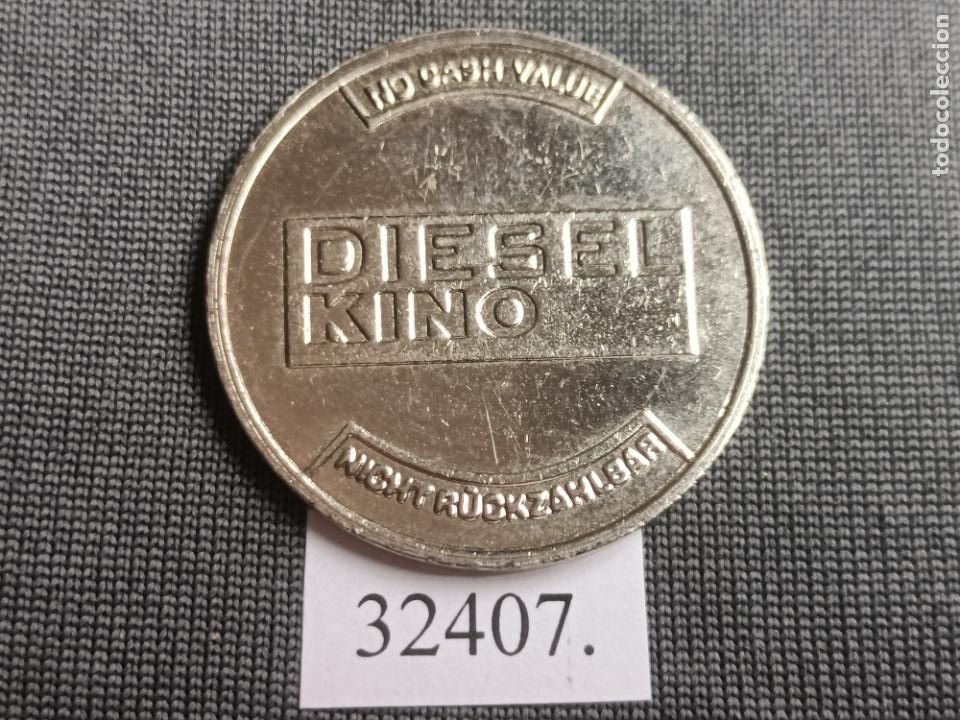 NO CASH VALUE
DIESEL
KINO
NICHT RÜCKZAHLBAR
32407.
todocoleccion